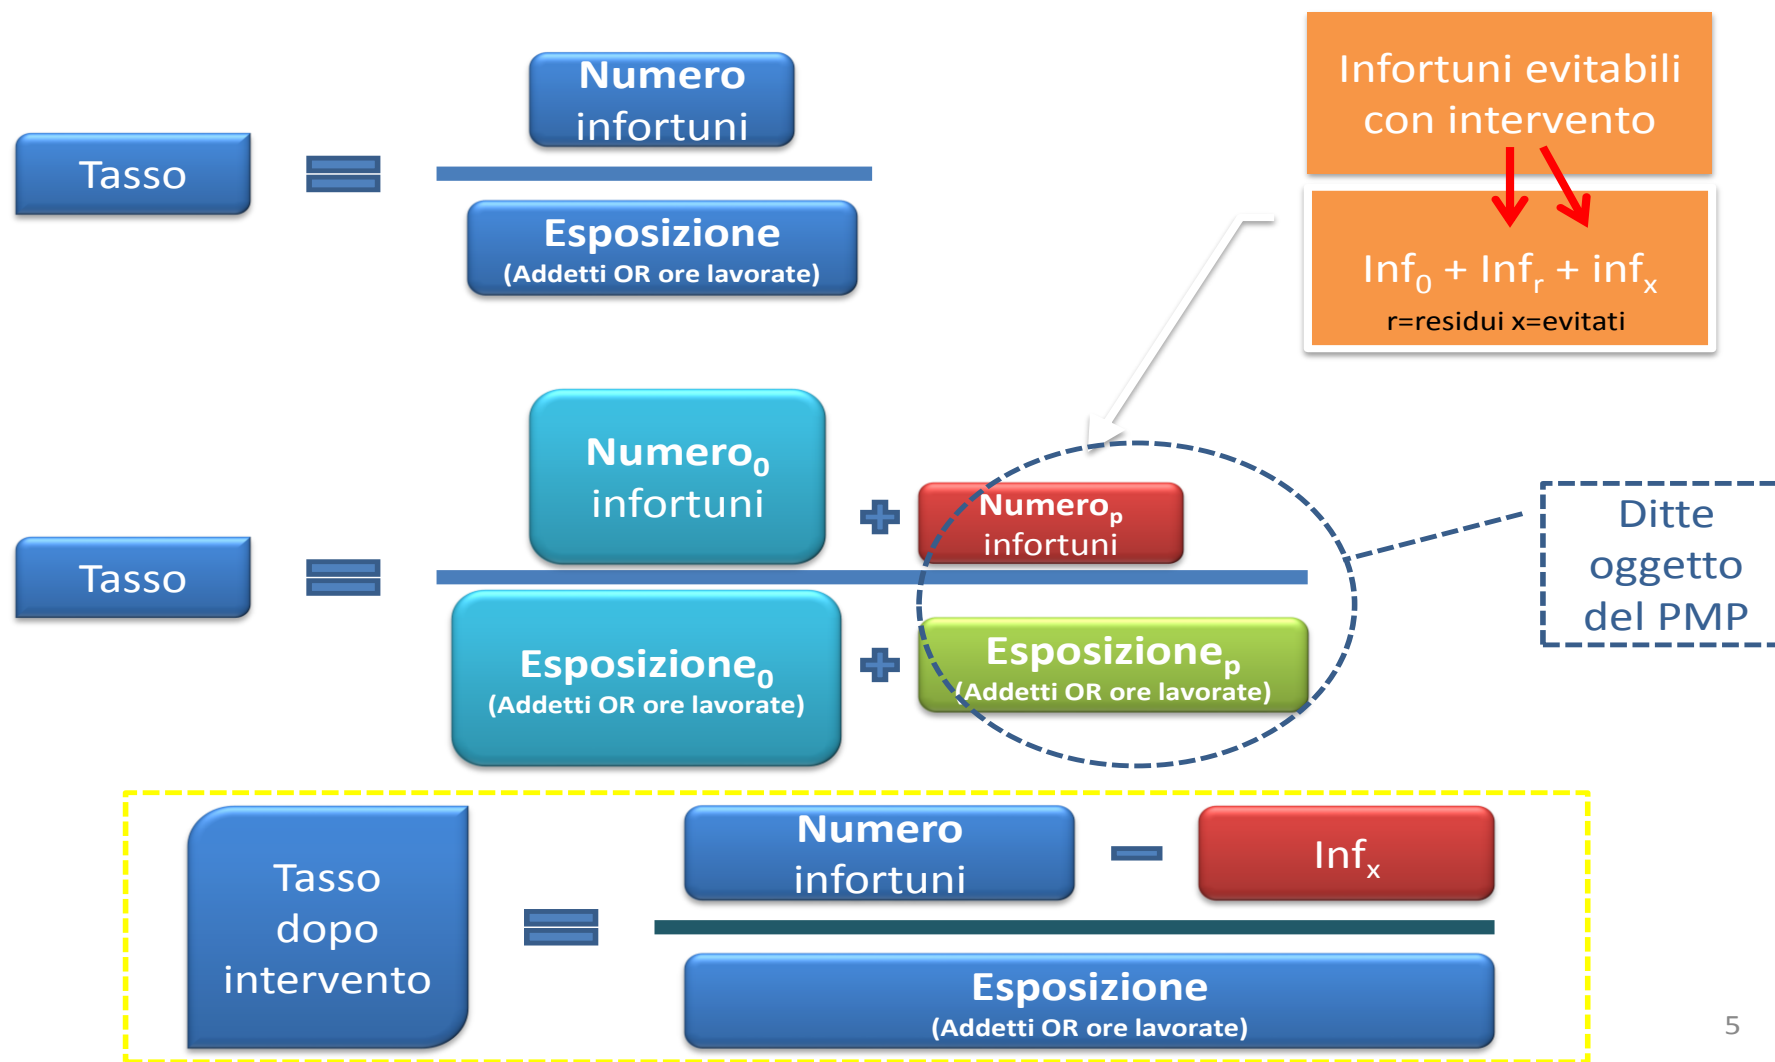 Tasso
Numero
infortuni
Esposizione
(Addetti OR ore lavorate)
Infortuni evitabili
con intervento
Inf₀ + Infᵣ + infₓ
r=residui x=evitati
Tasso
Numero₀
infortuni
Numeroₚ
infortuni
Esposizione₀
(Addetti OR ore lavorate)
Esposizioneₚ
(Addetti OR ore lavorate)
Ditte
oggetto
del PMP
Tasso
dopo
intervento
Numero
infortuni
Infₓ
Esposizione
(Addetti OR ore lavorate)
5